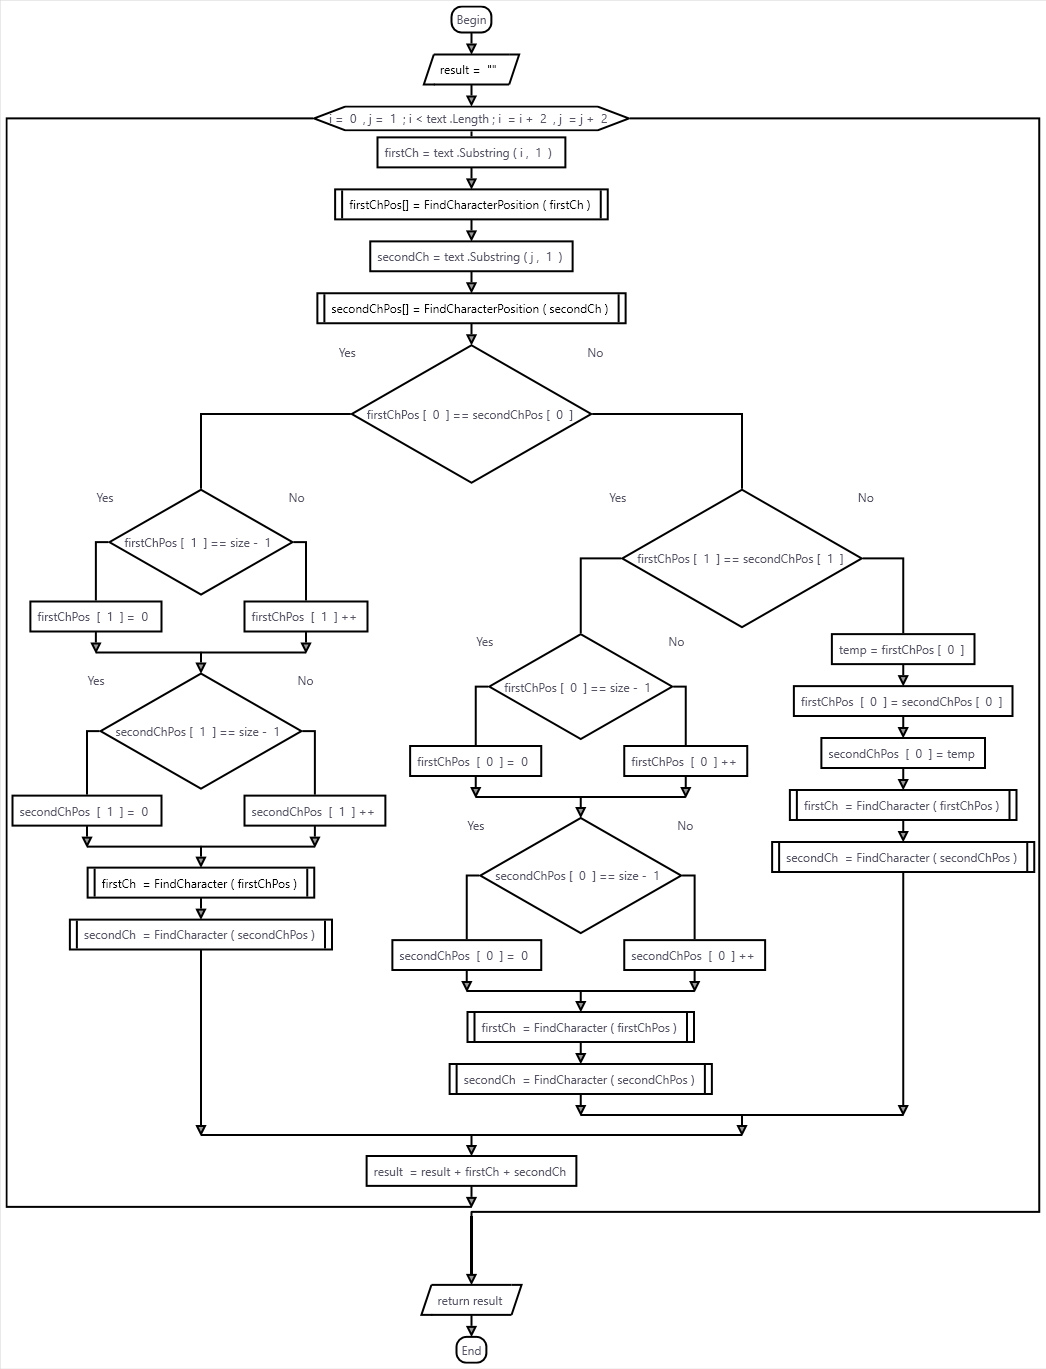 Begin
result = ""
i = 0 , j = 1 ; i < text .Length ; i = i + 2 , j = j + 2
firstCh = text .Substring ( i , 1 )
firstChPos[] = FindCharacterPosition ( firstCh )
secondCh = text .Substring ( j , 1 )
secondChPos[] = FindCharacterPosition ( secondCh )
Yes
No
firstChPos [ 0 ] == secondChPos [ 0 ]
Yes
No
firstChPos [ 1 ] == size - 1
firstChPos [ 1 ] = 0
firstChPos [ 1 ] ++
Yes
No
secondChPos [ 1 ] == size - 1
secondChPos [ 1 ] = 0
secondChPos [ 1 ] ++
firstCh = FindCharacter ( firstChPos )
secondCh = FindCharacter ( secondChPos )
Yes
No
firstChPos [ 1 ] == secondChPos [ 1 ]
Yes
No
firstChPos [ 0 ] == size - 1
firstChPos [ 0 ] = 0
firstChPos [ 0 ] ++
Yes
No
secondChPos [ 0 ] == size - 1
secondChPos [ 0 ] = 0
secondChPos [ 0 ] ++
firstCh = FindCharacter ( firstChPos )
secondCh = FindCharacter ( secondChPos )
temp = firstChPos [ 0 ]
firstChPos [ 0 ] = secondChPos [ 0 ]
secondChPos [ 0 ] = temp
firstCh = FindCharacter ( firstChPos )
secondCh = FindCharacter ( secondChPos )
result = result + firstCh + secondCh
return result
End